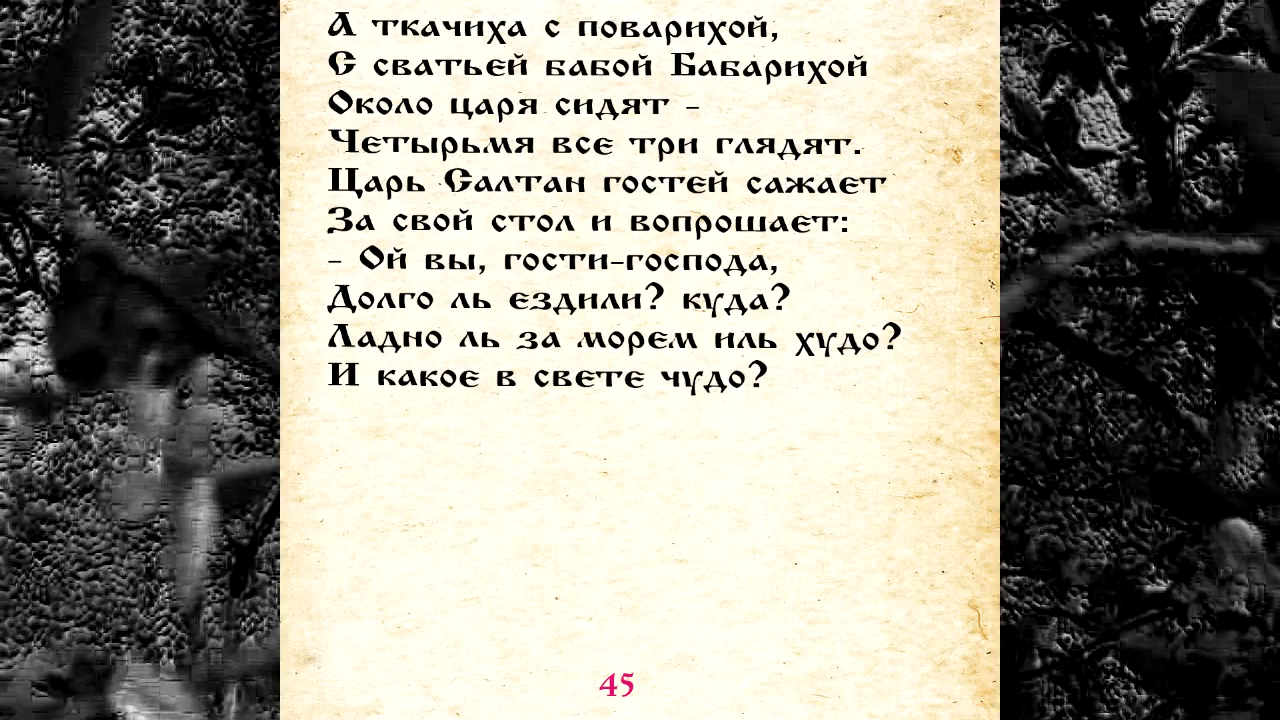 А ткачиха с поварихой,
С сватьей бабой Бабарихой
Около царя сидят –
Четырьмя все три глядят.
Царь Салтан гостей сажает
За свой стол и вопрошает:
– Ой вы, гости-господа,
Долго ль ездили? куда?
Ладно ль за морем иль худо?
И какое в свете чудо?
45